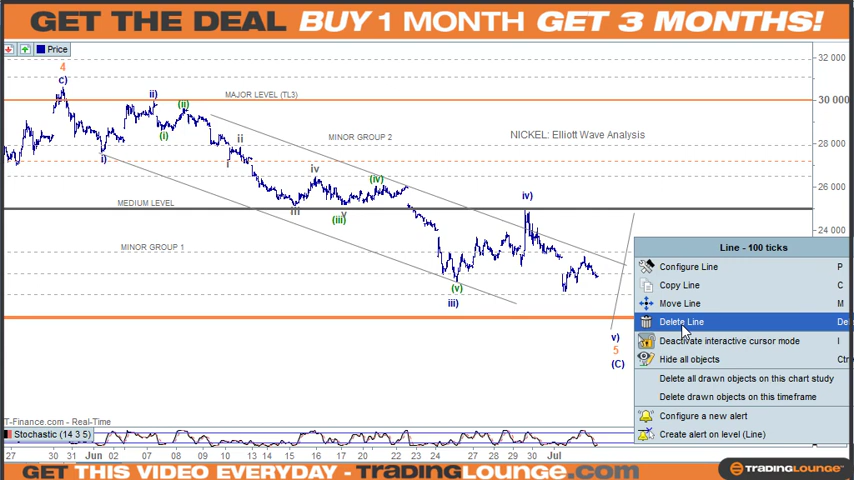 GET THE DEAL BUY 1 MONTH GET 3 MONTHS!
Price
32 000
4
c)
ii)
(ii)
MAJOR LEVEL (TL3)
30 000
(i)
MINOR GROUP 2
NICKEL: Elliott Wave Analysis
ii
28 000
i)
i
iv
(iv)
26 000
iv)
MEDIUM LEVEL
iii
v
(iii)
24 000
MINOR GROUP 1
Line - 100 ticks
Configure Line P
Copy Line C
Move Line M
Delete Line De
Deactivate interactive cursor mode I
Hide all objects Ctr
Delete all drawn objects on this chart study
Delete drawn objects on this timeframe
Configure a new alert
Create alert on level (Line)
(v)
iii)
v)
5
(C)
T-Finance.com - Real-Time
Stochastic (14 3 5)
27 30 31 Jun 02 07 08 09 10 13 14 15 16 17 20 21 22 23 24 27 28 29 30 Jul
GET THIS VIDEO EVERYDAY - TRADINGLOUNGE.com
TRADINGLOUNGE